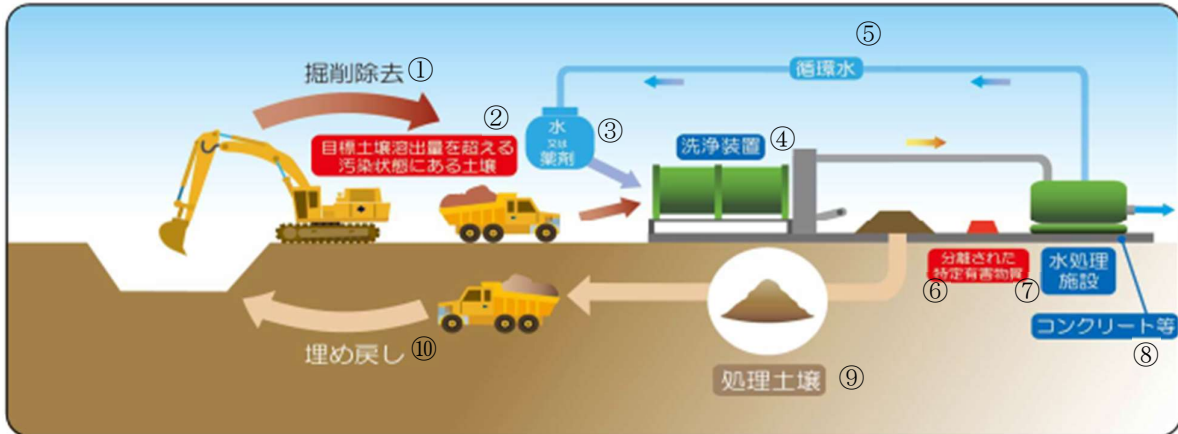 掘削除去 ①
②
目標土壌溶出量を超える
汚染状態にある土壌
水
又は
薬剤
③
洗浄装置 ④
⑤
循環水
分離された
特定有害物質
⑥
⑦
水処理
施設
コンクリート等
⑧
処理土壌 ⑨
埋め戻し ⑩